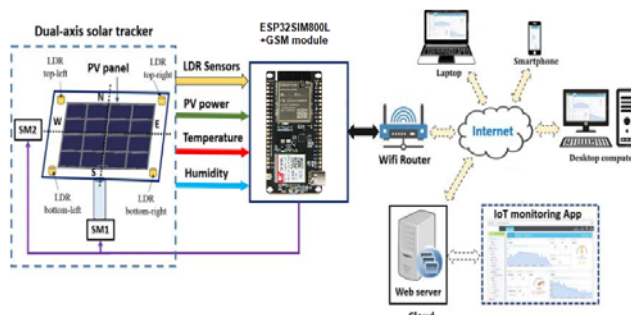 Dual-axis solar tracker
LDR
top-left
PV panel
LDR
top-right
N
W
E
S
SM2
LDR
bottom-left
LDR
bottom-right
SM1
LDR Sensors
PV power
Temperature
Humidity
ESP32SIM800L
+GSM module
Wifi Router
Laptop
Smartphone
Internet
Desktop compute
Web server
Cloud
IoT monitoring App